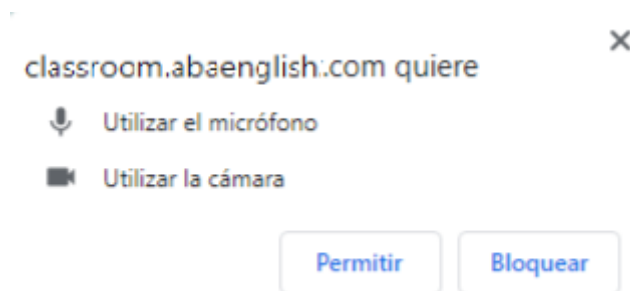 classroom.abaenglish.com quiere
Utilizar el micrófono
Utilizar la cámara
Permitir Bloquear